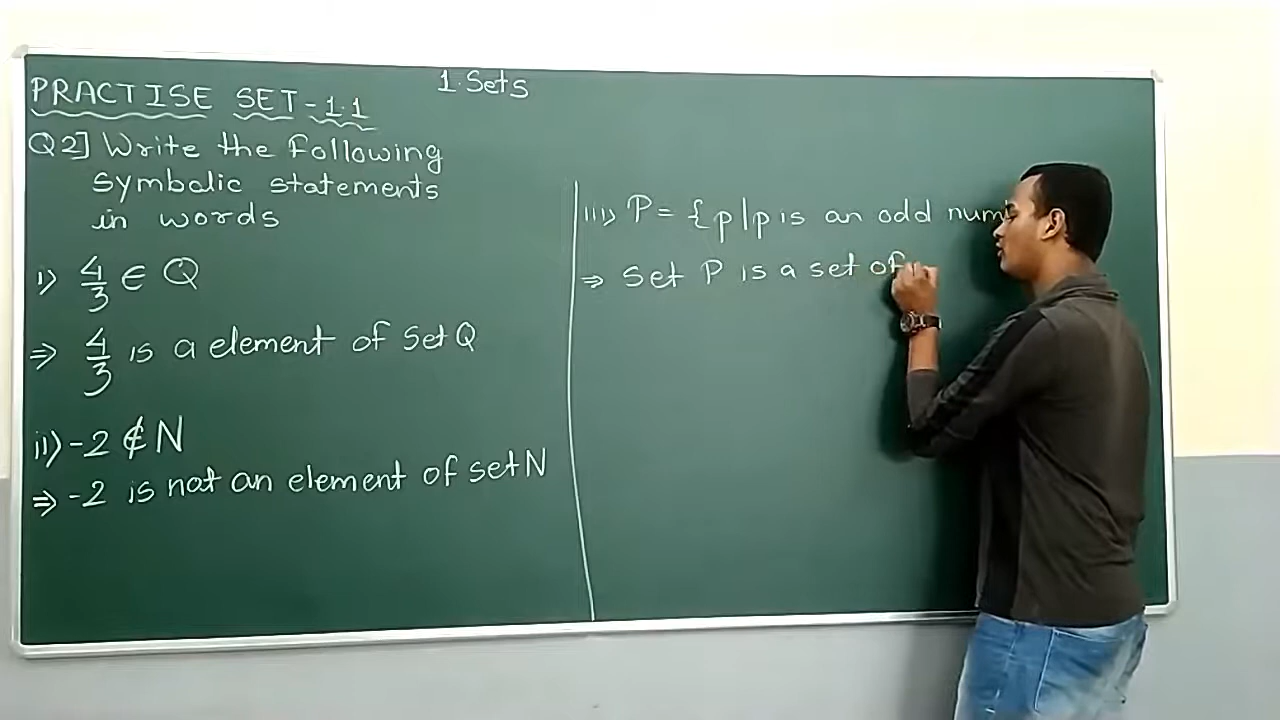 1. Sets
PRACTISE SET-1.1
Q2] Write the following
symbolic statements
in words
i) 4/3 ∈ Q
⇒ 4/3 is a element of set Q
ii) -2 ∉ N
⇒ -2 is not an element of set N
iii) P = { p | p is an odd num
⇒ set P is a set of